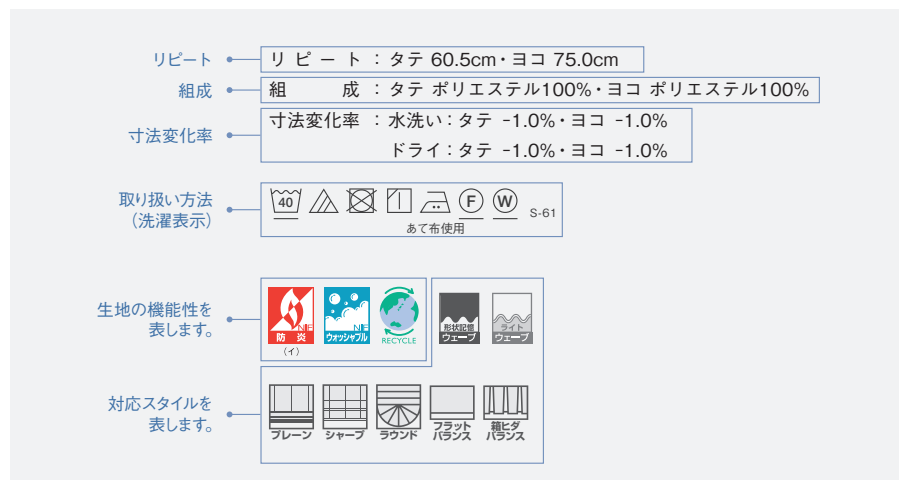 リピート
リピート：タテ 60.5cm・ヨコ 75.0cm
組成
組成：タテ ポリエステル100%・ヨコ ポリエステル100%
寸法変化率
寸法変化率：水洗い：タテ -1.0%・ヨコ -1.0%
ドライ：タテ -1.0%・ヨコ -1.0%
取り扱い方法
（洗濯表示）
40 F W S-61
あて布使用
生地の機能性を
表します。
NIF
防炎
（イ）
NIF
ウォッシャブル
RECYCLE
形状記憶
ウェーブ
ライト
ウェーブ
対応スタイルを
表します。
プレーン
シャープ
ラウンド
フラット
バランス
箱ヒダ
バランス